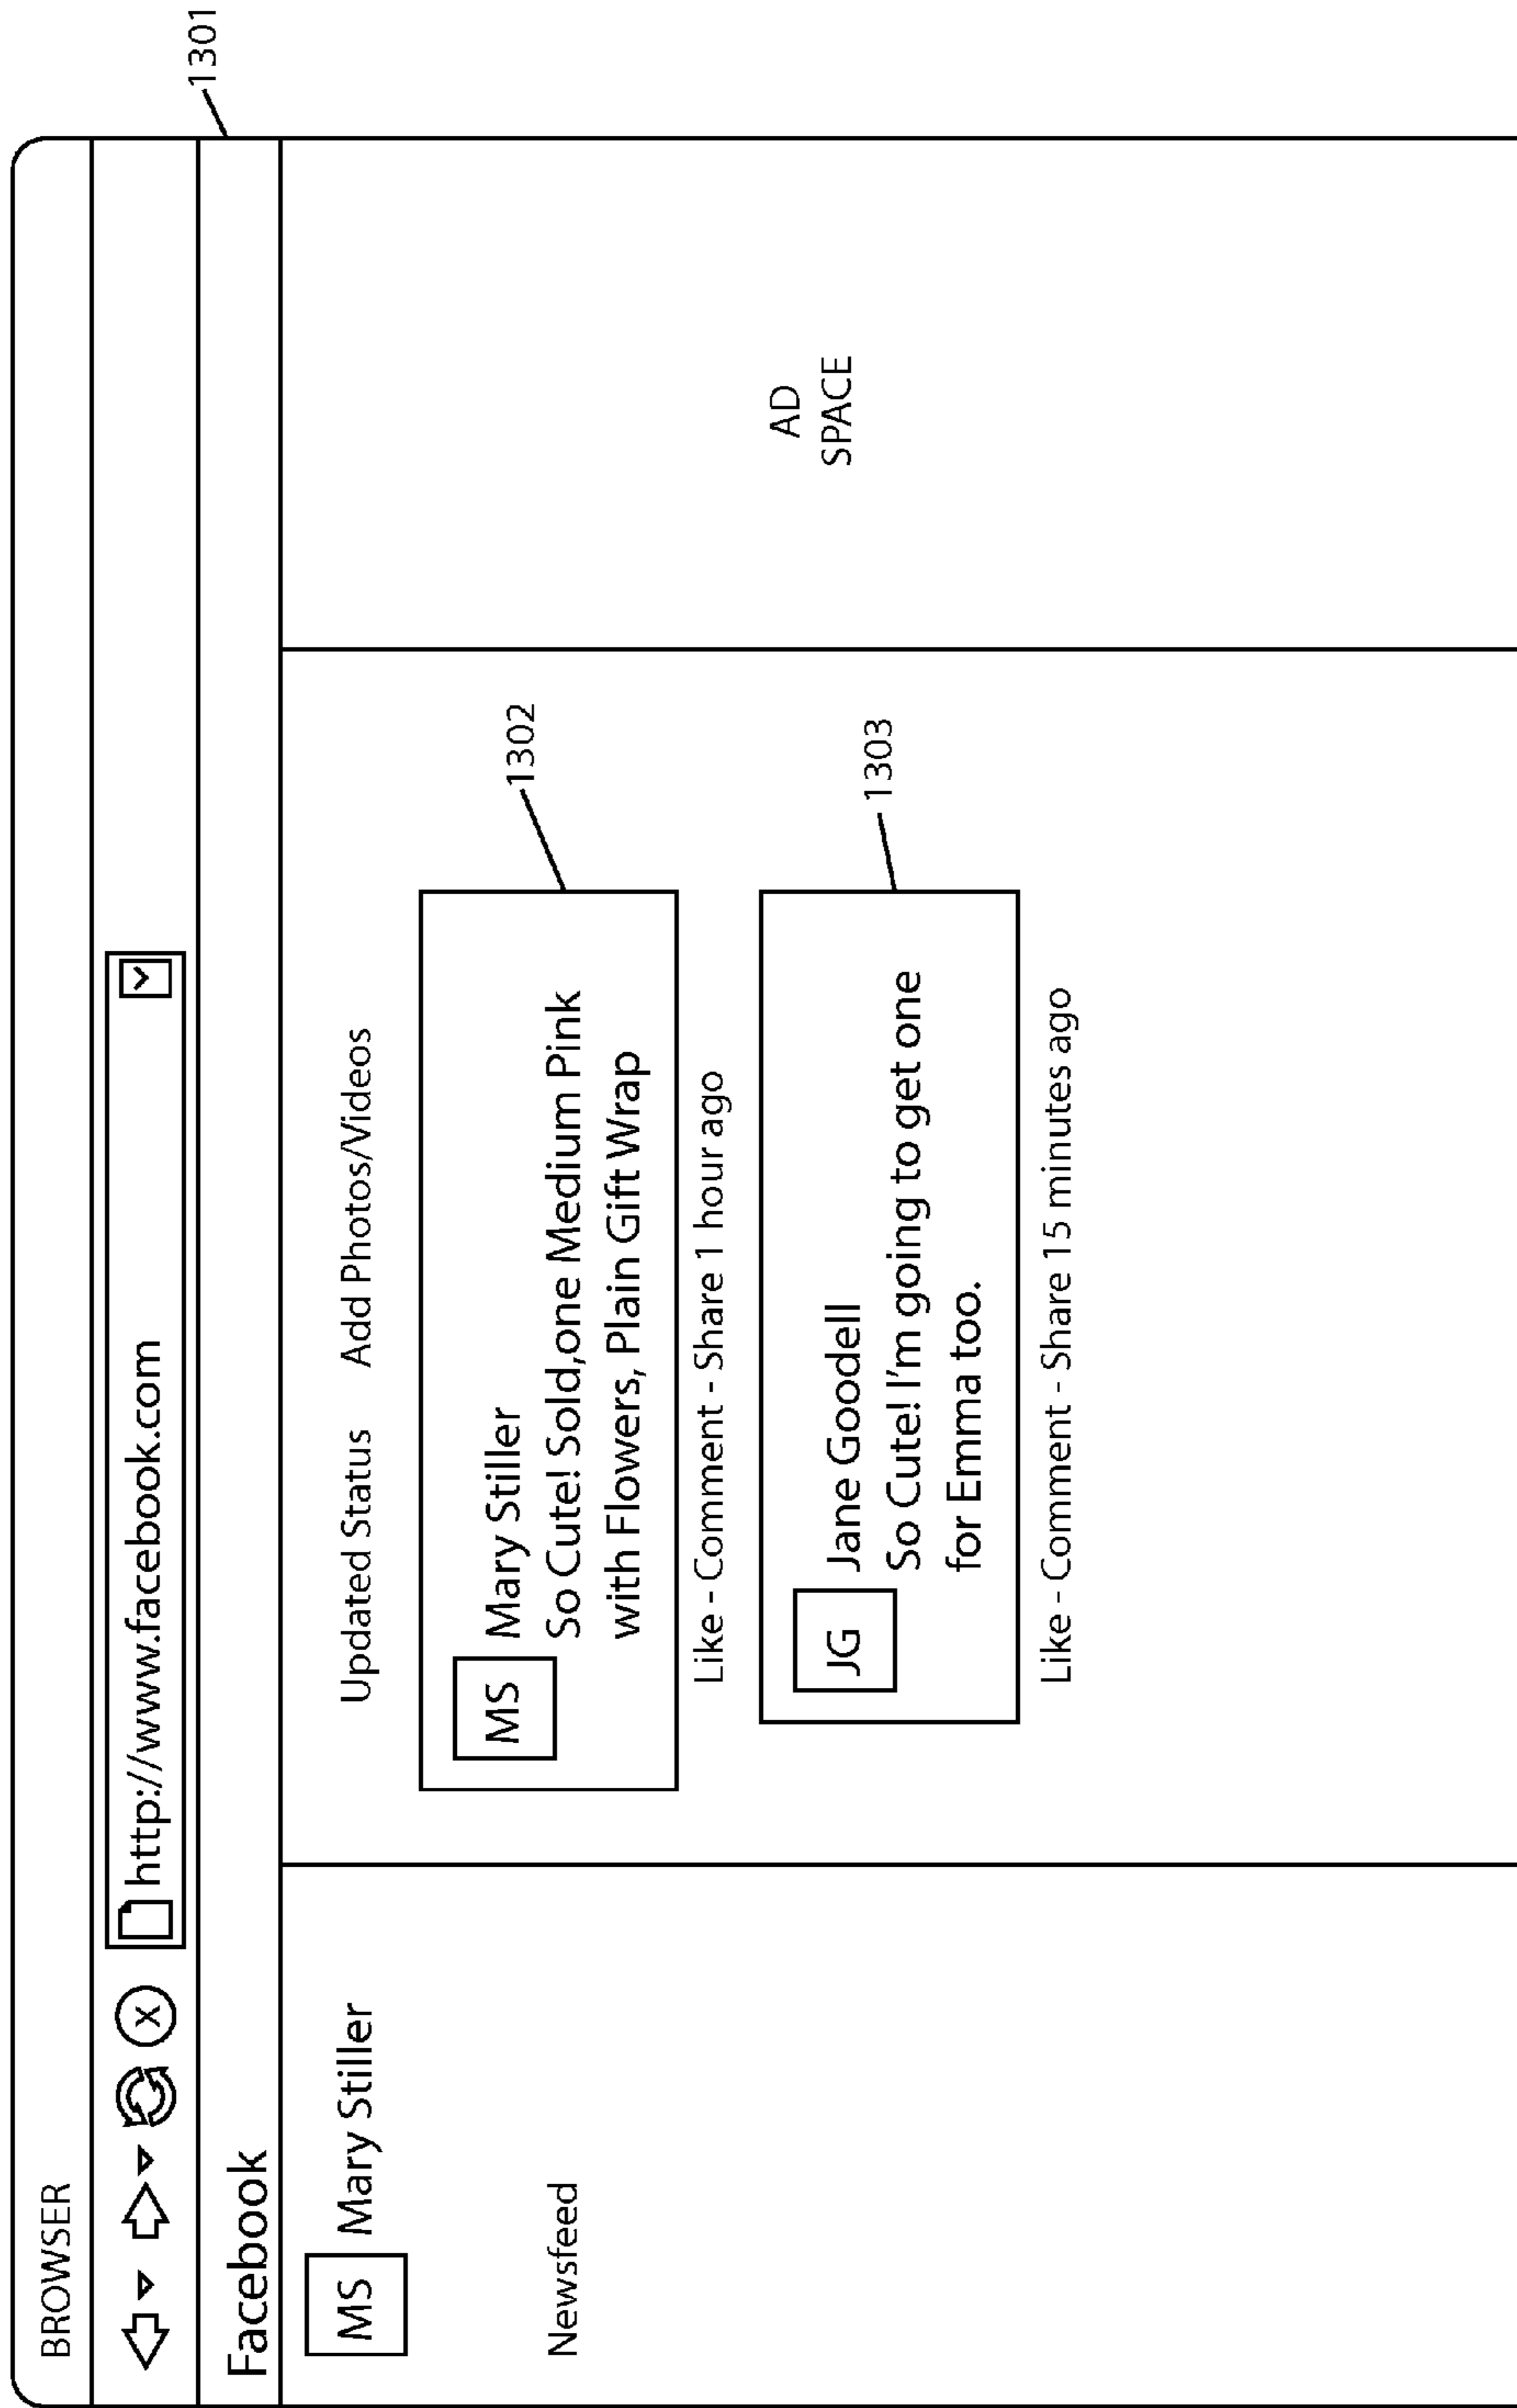 BROWSER
http://www.facebook.com
1301
Facebook
MS Mary Stiller
Newsfeed
Updated Status Add Photos/Videos
1302
MS Mary Stiller
So Cute! Sold,one Medium Pink
with Flowers, Plain Gift Wrap
Like - Comment - Share 1 hour ago
1303
JG Jane Goodell
So Cute! I'm going to get one
for Emma too.
Like - Comment - Share 15 minutes ago
AD
SPACE